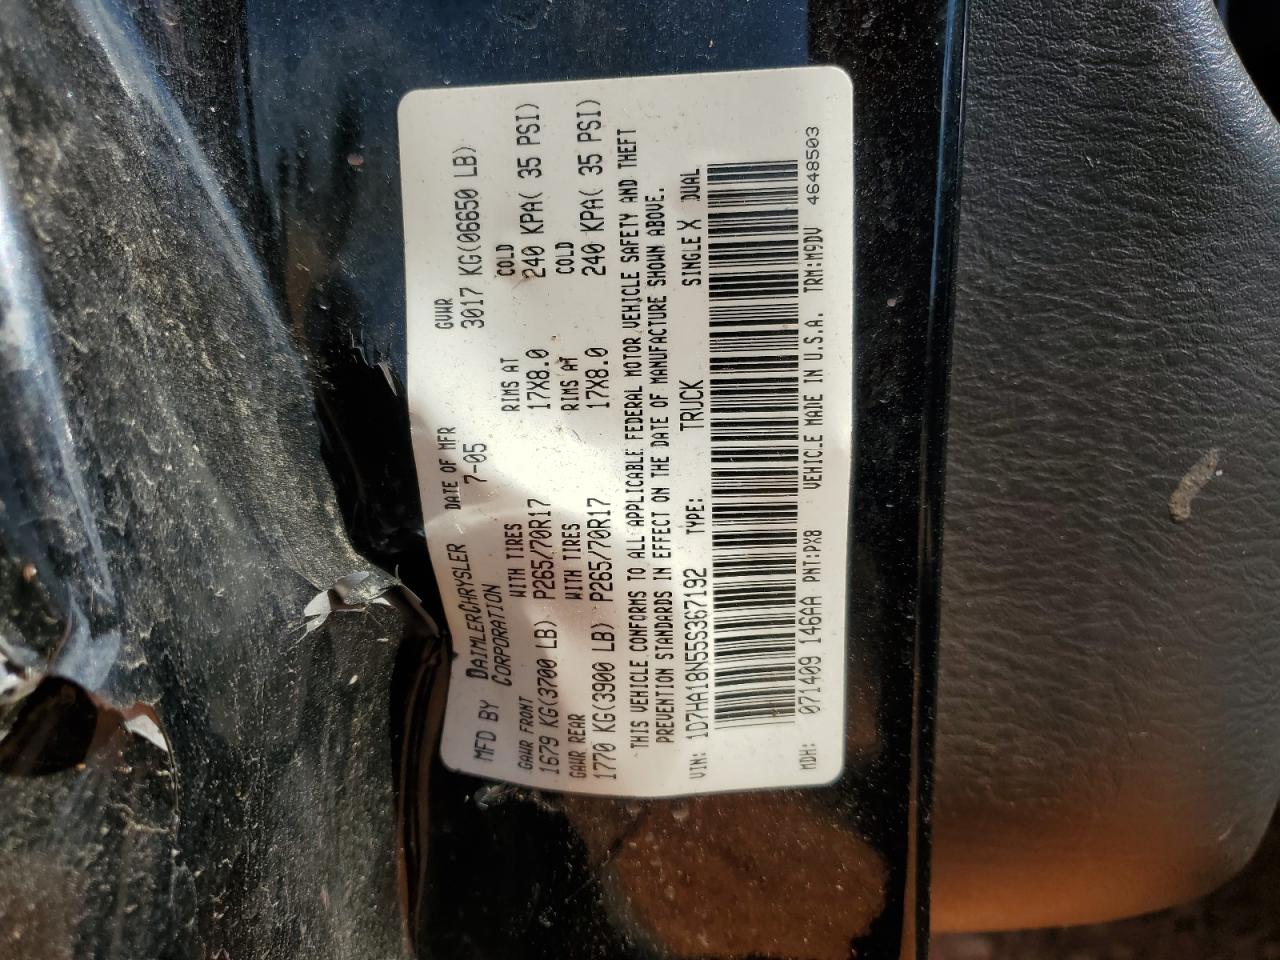 MFD BY DAIMLERCHRYSLER CORPORATION DATE OF MFR 7-05 GVWR 3017 KG(06650 LB)
GAWR FRONT WITH TIRES RIMS AT COLD
1679 KG(3700 LB) P265/70R17 17X8.0 240 KPA( 35 PSI)
GAWR REAR WITH TIRES RIMS AT COLD
1770 KG(3900 LB) P265/70R17 17X8.0 240 KPA( 35 PSI)
THIS VEHICLE CONFORMS TO ALL APPLICABLE FEDERAL MOTOR VEHICLE SAFETY AND THEFT
PREVENTION STANDARDS IN EFFECT ON THE DATE OF MANUFACTURE SHOWN ABOVE.
VIN: 1D7HA18N55S367192 TYPE: TRUCK SINGLE X DUAL
MDH: 071409 146AA PNT:PX8 VEHICLE MADE IN U.S.A. TRM:M9DV 4648503